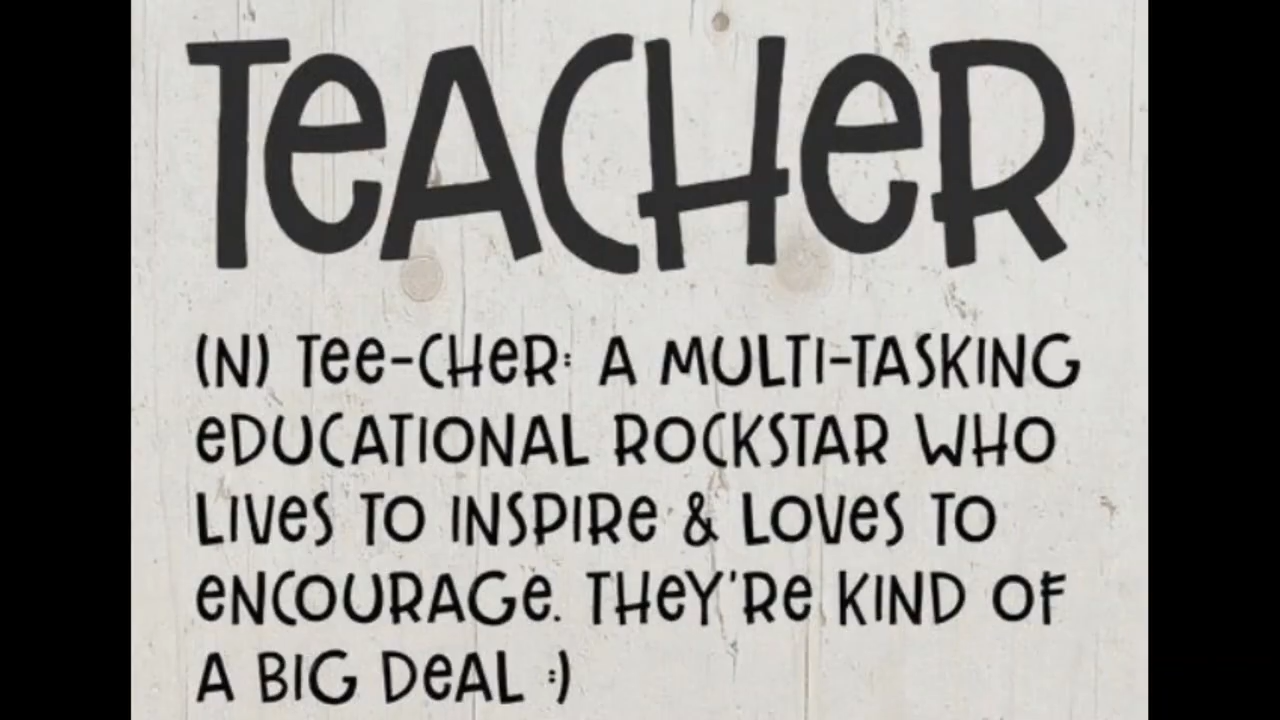 TeACHeR
(N) Tee-CHeR: A MULTI-TASKING
eDUCATIONAL ROCKSTAR WHO
LIVeS TO INSPIRe & LOVeS TO
eNCOURAGe. THeY'Re KIND OF
A BIG DeAL :)